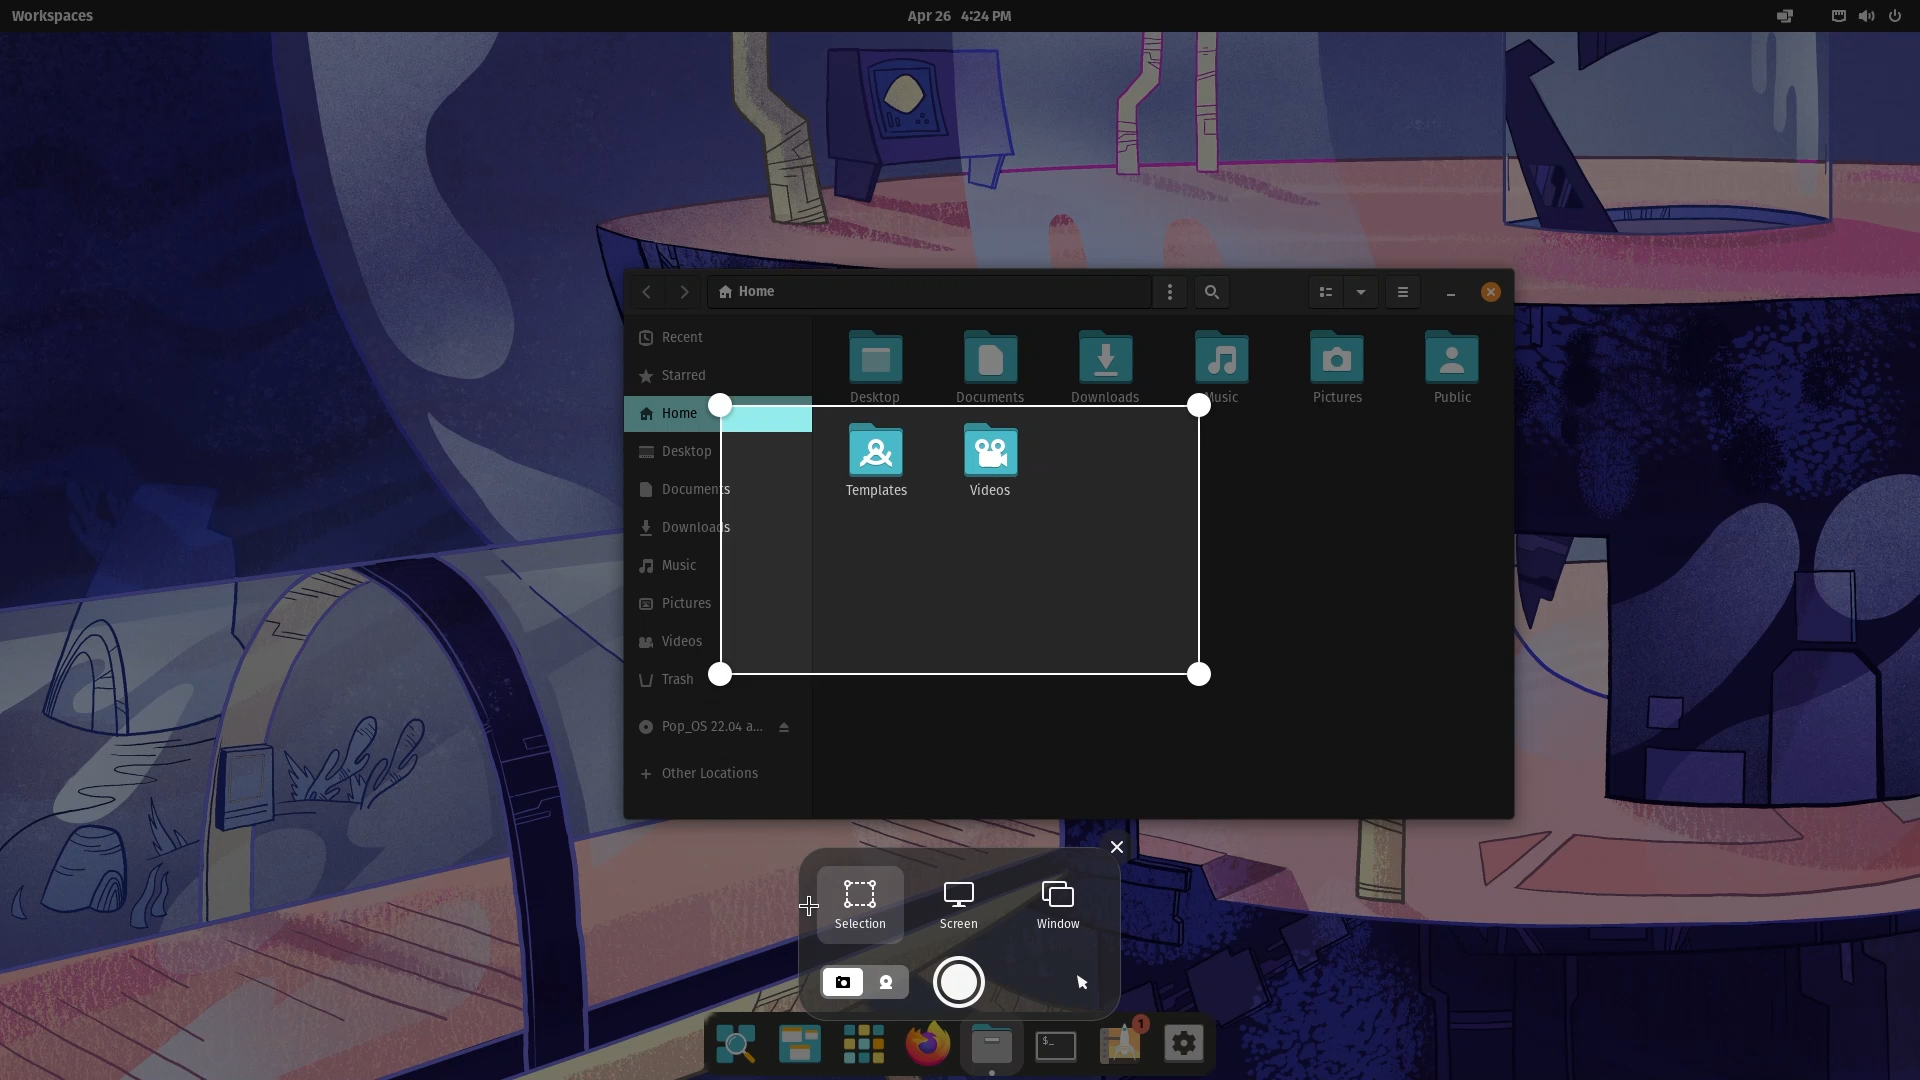 Workspaces
Apr 26 4:24 PM
Home
Recent
Starred
Home
Desktop
Documents
Downloads
Music
Pictures
Videos
Trash
Pop_OS 22.04 a...
Other Locations
Desktop
Documents
Downloads
Music
Pictures
Public
Templates
Videos
Selection
Screen
Window
$_
1